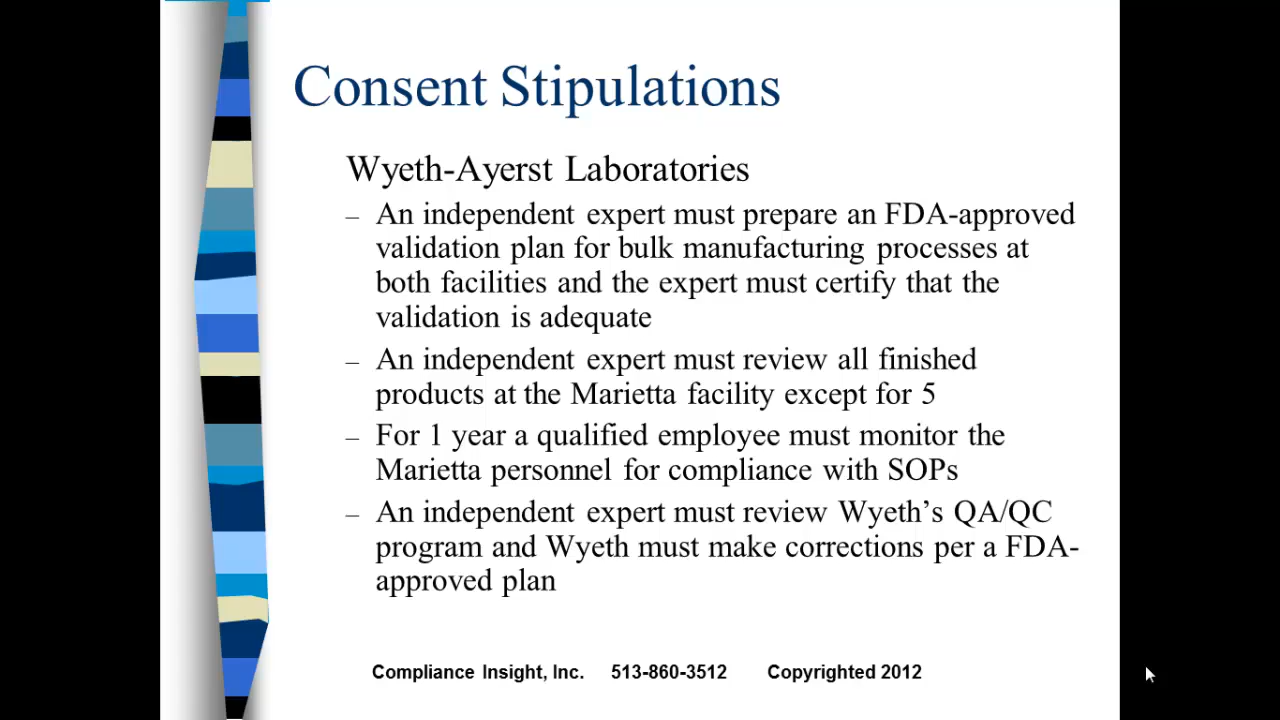 Consent Stipulations
Wyeth-Ayerst Laboratories
– An independent expert must prepare an FDA-approved
validation plan for bulk manufacturing processes at
both facilities and the expert must certify that the
validation is adequate
– An independent expert must review all finished
products at the Marietta facility except for 5
– For 1 year a qualified employee must monitor the
Marietta personnel for compliance with SOPs
– An independent expert must review Wyeth’s QA/QC
program and Wyeth must make corrections per a FDA-
approved plan
Compliance Insight, Inc. 513-860-3512 Copyrighted 2012